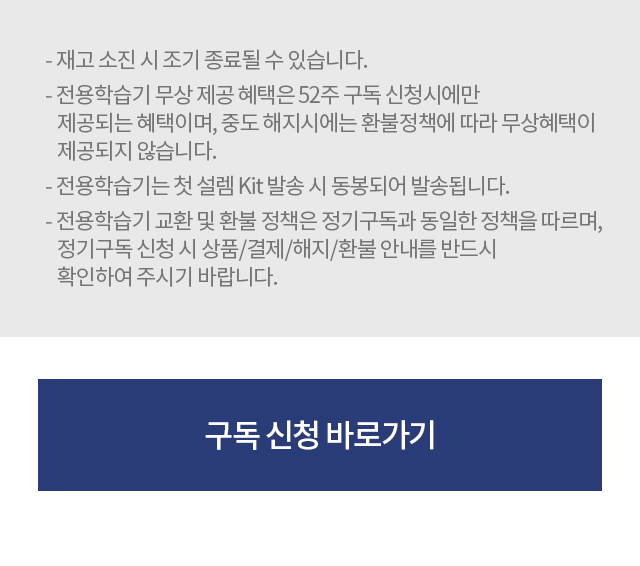 - 재고 소진 시 조기 종료될 수 있습니다.
- 전용학습기 무상 제공 혜택은 52주 구독 신청시에만
제공되는 혜택이며, 중도 해지시에는 환불정책에 따라 무상혜택이
제공되지 않습니다.
- 전용학습기는 첫 설렘 Kit 발송 시 동봉되어 발송됩니다.
- 전용학습기 교환 및 환불 정책은 정기구독과 동일한 정책을 따르며,
정기구독 신청 시 상품/결제/해지/환불 안내를 반드시
확인하여 주시기 바랍니다.
구독 신청 바로가기